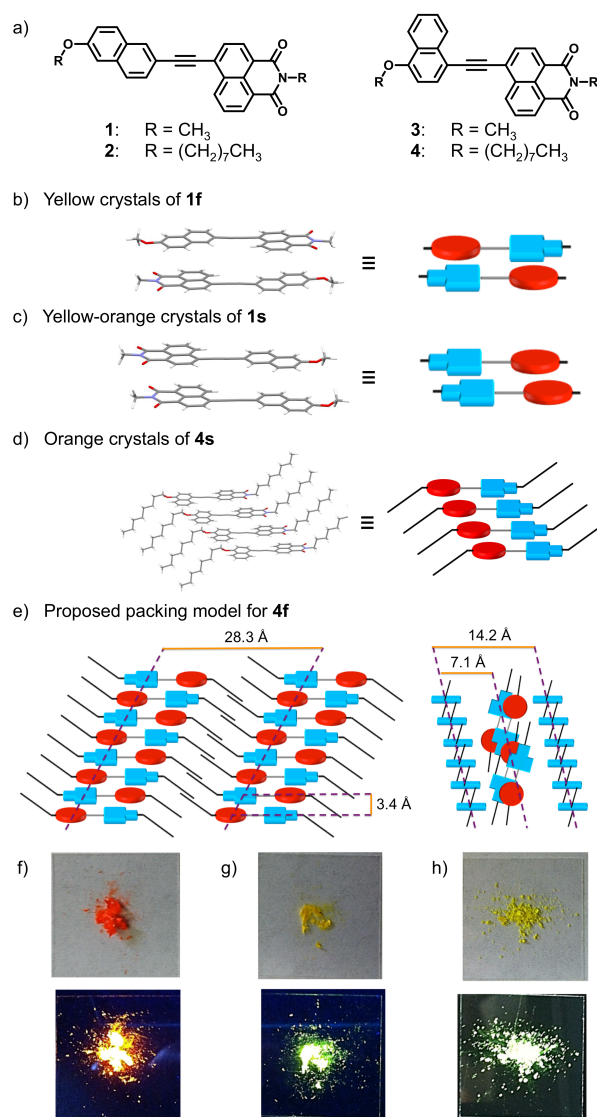 a)
O
R
O
N
R
O
1: R = CH3
2: R = (CH2)7CH3
O
R
O
N
R
O
3: R = CH3
4: R = (CH2)7CH3
b) Yellow crystals of 1f
≡
c) Yellow-orange crystals of 1s
≡
d) Orange crystals of 4s
≡
e) Proposed packing model for 4f
28.3 Å
14.2 Å
7.1 Å
3.4 Å
f)
g)
h)